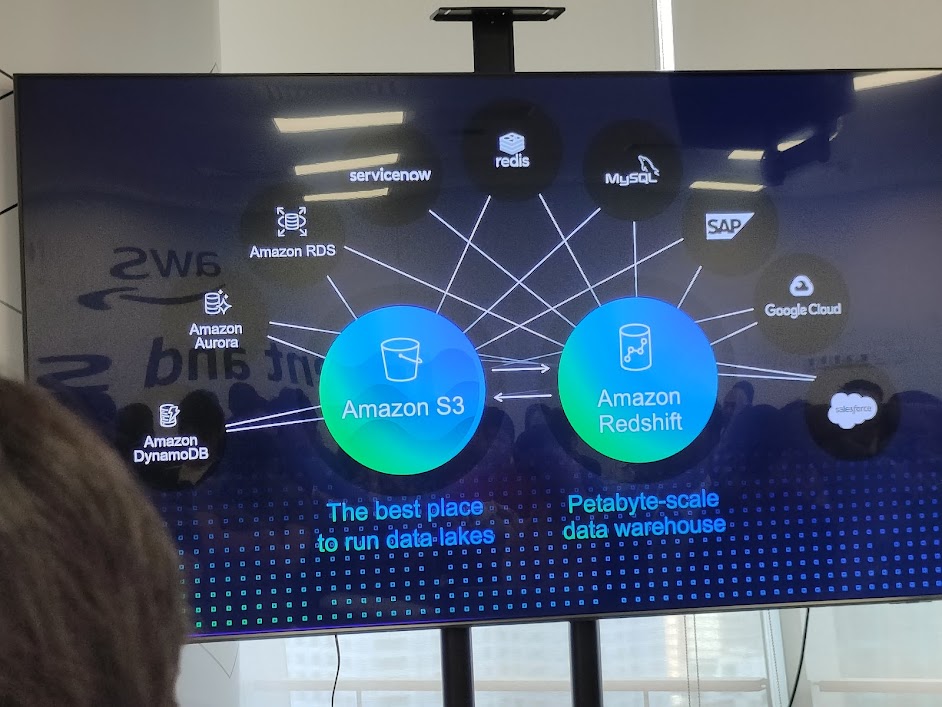 redis
servicenow
MySQL
Amazon RDS
SAP
Google Cloud
Amazon
Aurora
Amazon S3
Amazon
Redshift
salesforce
Amazon
DynamoDB
The best place
to run data lakes
Petabyte-scale
data warehouse
aws